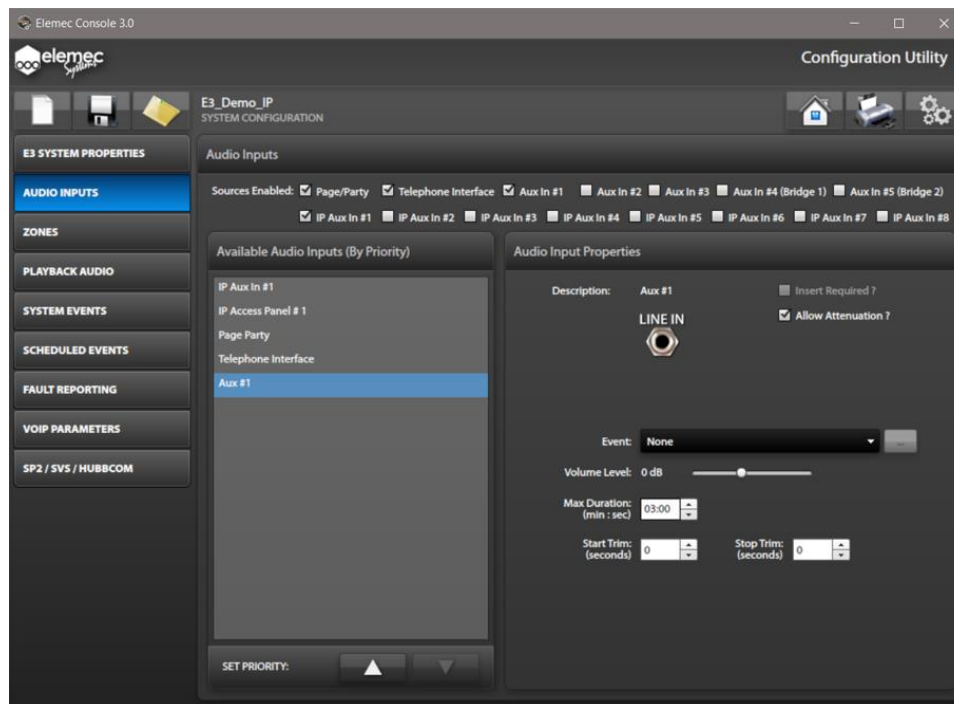 Elemec Console 3.0
elemec
Systems
Configuration Utility
E3_Demo_IP
SYSTEM CONFIGURATION
E3 SYSTEM PROPERTIES
AUDIO INPUTS
ZONES
PLAYBACK AUDIO
SYSTEM EVENTS
SCHEDULED EVENTS
FAULT REPORTING
VOIP PARAMETERS
SP2 / SVS / HUBBCOM
Audio Inputs
Sources Enabled: Page/Party Telephone Interface Aux In #1 Aux In #2 Aux In #3 Aux In #4 (Bridge 1) Aux In #5 (Bridge 2)
IP Aux In #1 IP Aux In #2 IP Aux In #3 IP Aux In #4 IP Aux In #5 IP Aux In #6 IP Aux In #7 IP Aux In #8
Available Audio Inputs (By Priority)
IP Aux In #1
IP Access Panel # 1
Page Party
Telephone Interface
Aux #1
SET PRIORITY:
Audio Input Properties
Description: Aux #1 Insert Required ?
LINE IN Allow Attenuation ?
Event: None ...
Volume Level: 0 dB
Max Duration: 03:00
(min : sec)
Start Trim: 0 Stop Trim: 0
(seconds) (seconds)